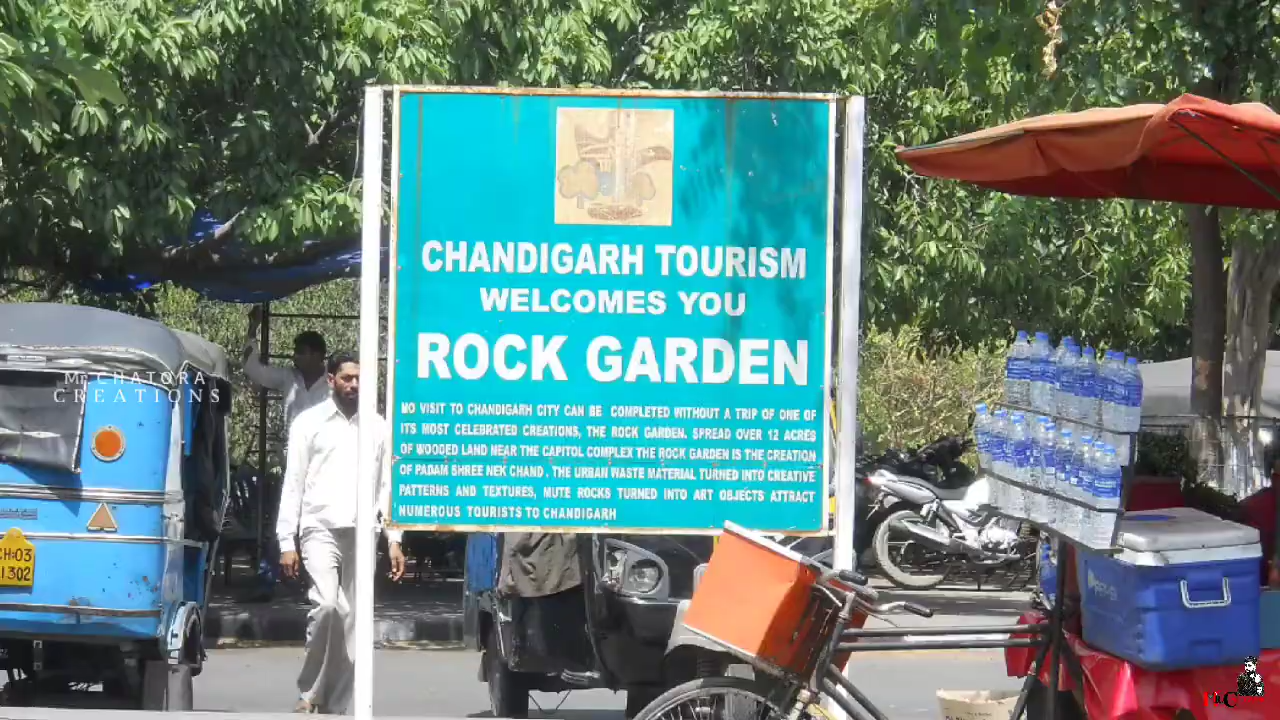 CHANDIGARH TOURISM
WELCOMES YOU
ROCK GARDEN
NO VISIT TO CHANDIGARH CITY CAN BE COMPLETED WITHOUT A TRIP OF ONE OF
ITS MOST CELEBRATED CREATIONS, THE ROCK GARDEN. SPREAD OVER 12 ACRES
OF WOODED LAND NEAR THE CAPITOL COMPLEX THE ROCK GARDEN IS THE CREATION
OF PADAM SHREE NEK CHAND. THE URBAN WASTE MATERIAL TURNED INTO CREATIVE
PATTERNS AND TEXTURES, MUTE ROCKS TURNED INTO ART OBJECTS ATTRACT
NUMEROUS TOURISTS TO CHANDIGARH
Mr CHATORA
CREATIONS
CH:03
1302
PEPSI